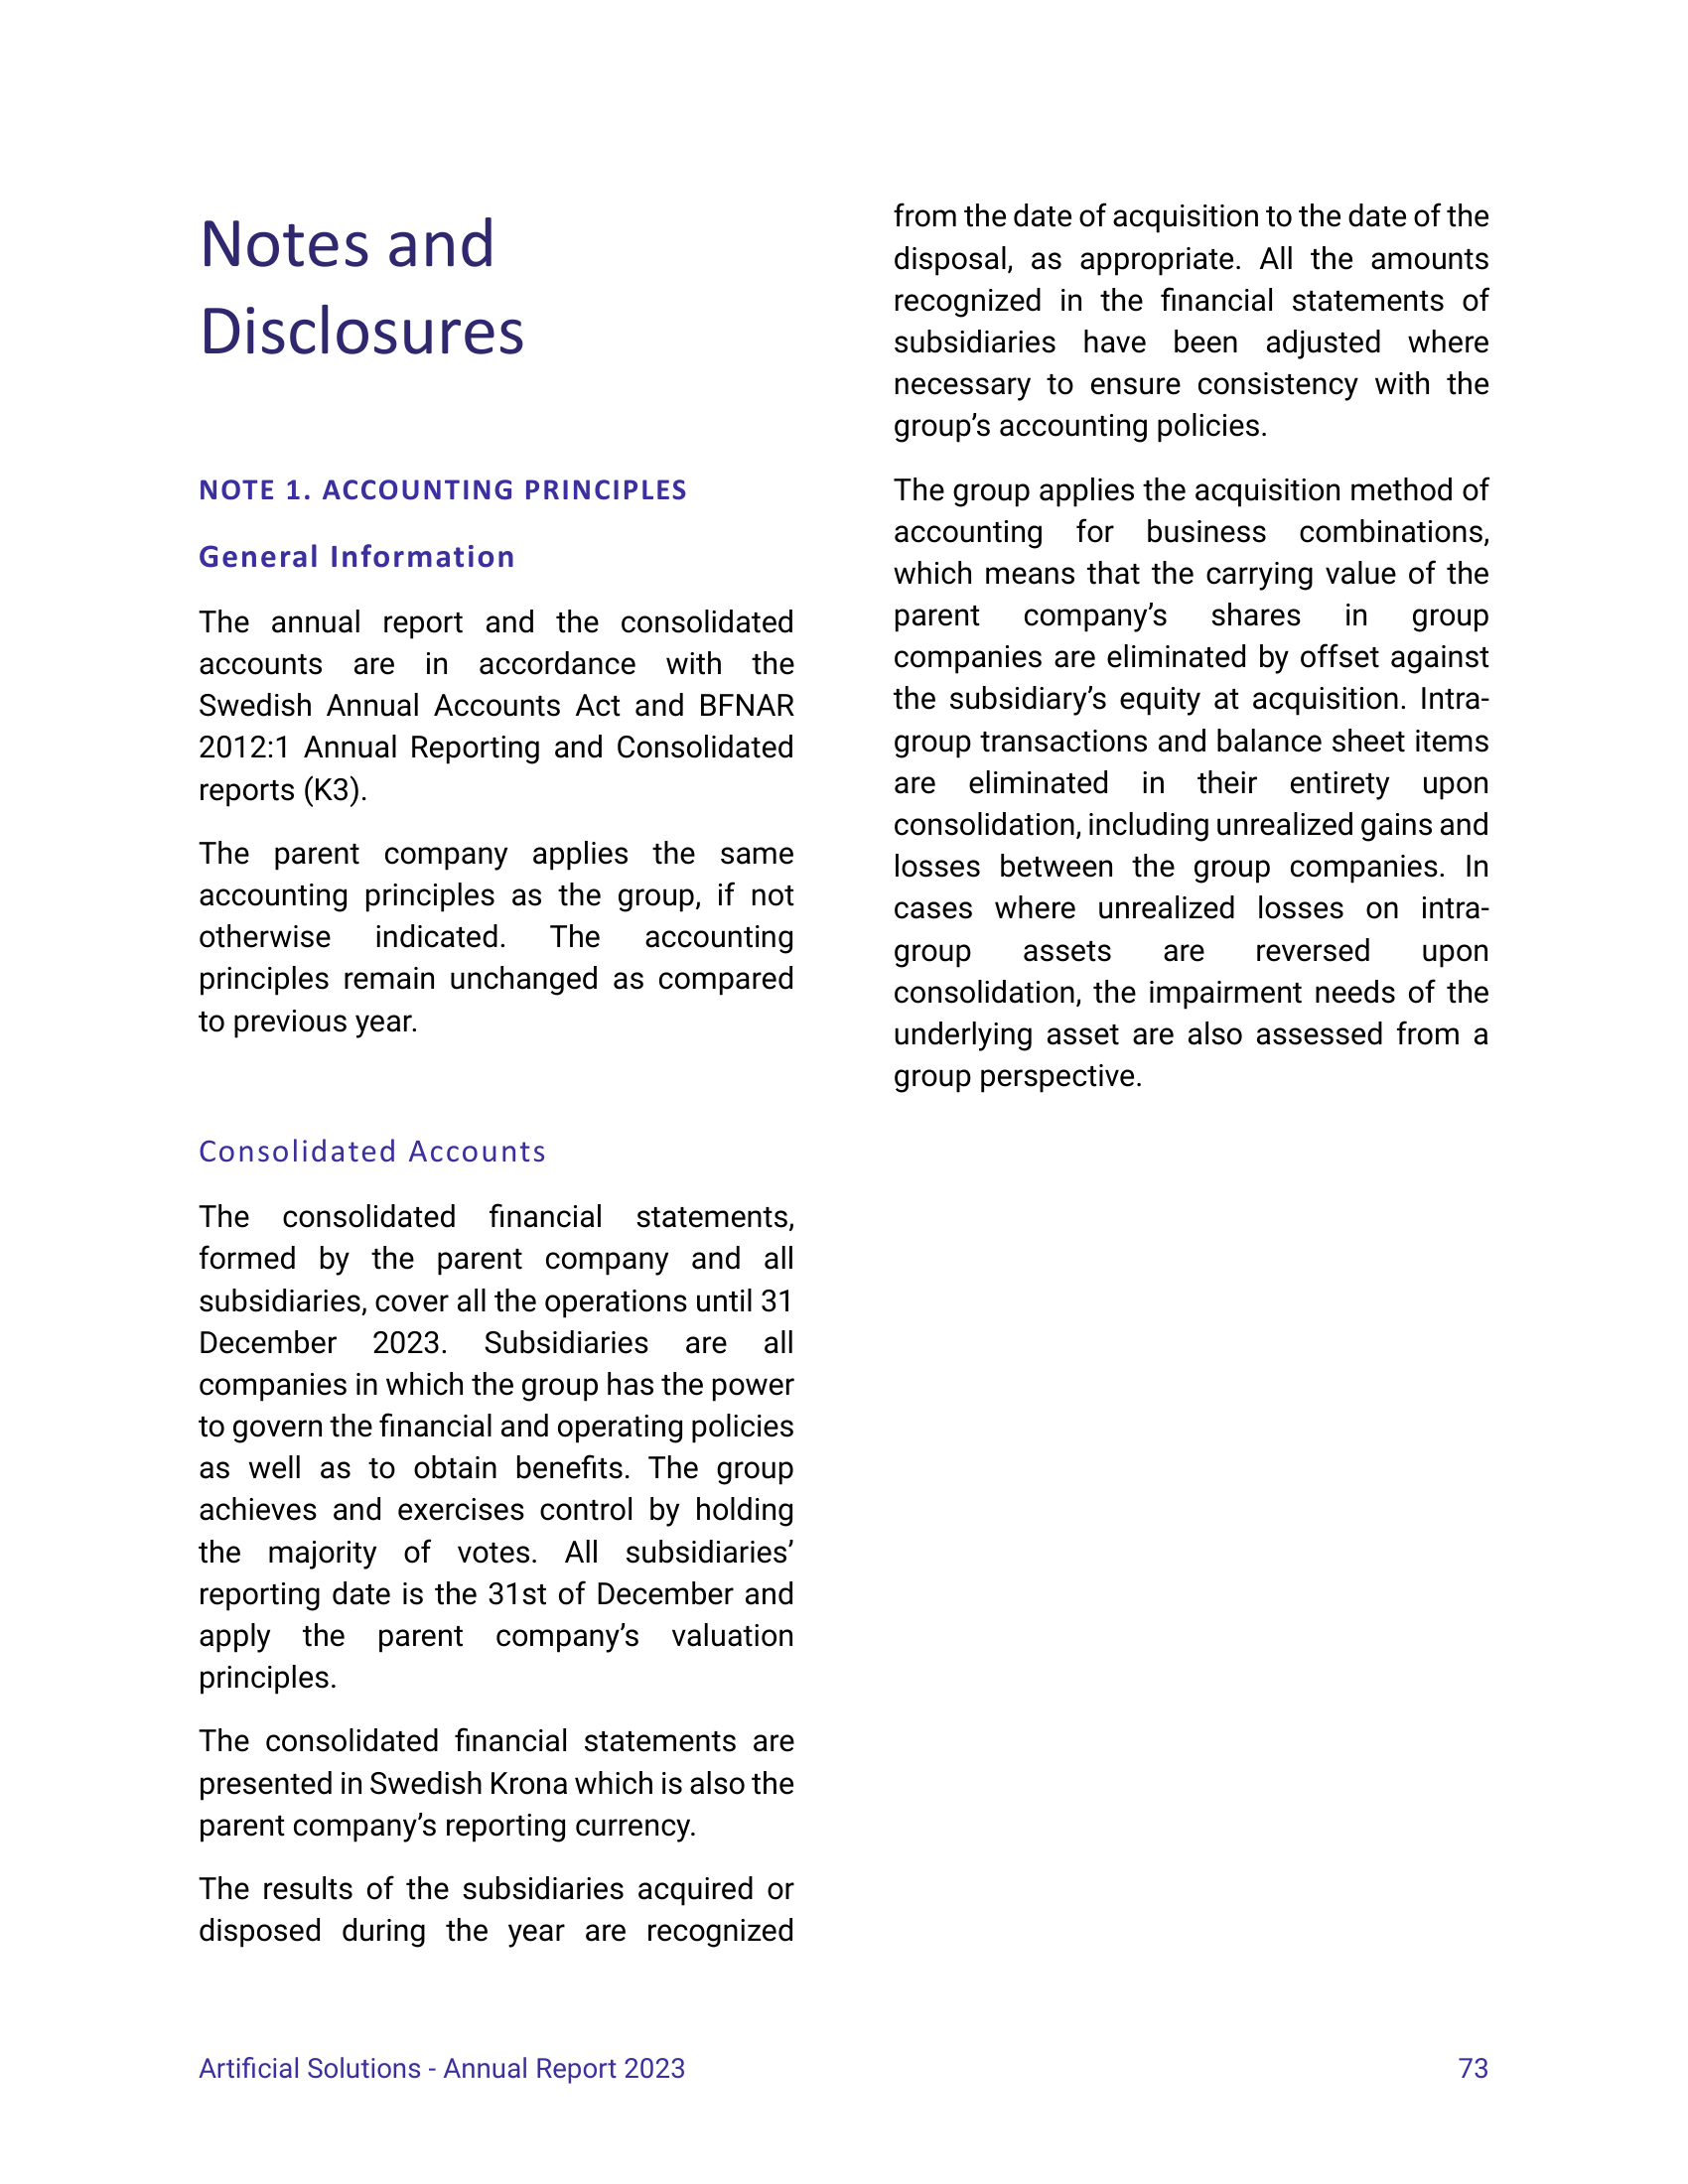 Notes and
Disclosures
NOTE 1. ACCOUNTING PRINCIPLES
General Information
The annual report and the consolidated
accounts are in accordance with the
Swedish Annual Accounts Act and BFNAR
2012:1 Annual Reporting and Consolidated
reports (K3).
The parent company applies the same
accounting principles as the group, if not
otherwise indicated. The accounting
principles remain unchanged as compared
to previous year.
Consolidated Accounts
The consolidated financial statements,
formed by the parent company and all
subsidiaries, cover all the operations until 31
December 2023. Subsidiaries are all
companies in which the group has the power
to govern the financial and operating policies
as well as to obtain benefits. The group
achieves and exercises control by holding
the majority of votes. All subsidiaries’
reporting date is the 31st of December and
apply the parent company’s valuation
principles.
The consolidated financial statements are
presented in Swedish Krona which is also the
parent company’s reporting currency.
The results of the subsidiaries acquired or
disposed during the year are recognized
from the date of acquisition to the date of the
disposal, as appropriate. All the amounts
recognized in the financial statements of
subsidiaries have been adjusted where
necessary to ensure consistency with the
group’s accounting policies.
The group applies the acquisition method of
accounting for business combinations,
which means that the carrying value of the
parent company’s shares in group
companies are eliminated by offset against
the subsidiary’s equity at acquisition. Intra-
group transactions and balance sheet items
are eliminated in their entirety upon
consolidation, including unrealized gains and
losses between the group companies. In
cases where unrealized losses on intra-
group assets are reversed upon
consolidation, the impairment needs of the
underlying asset are also assessed from a
group perspective.
Artificial Solutions - Annual Report 2023
73